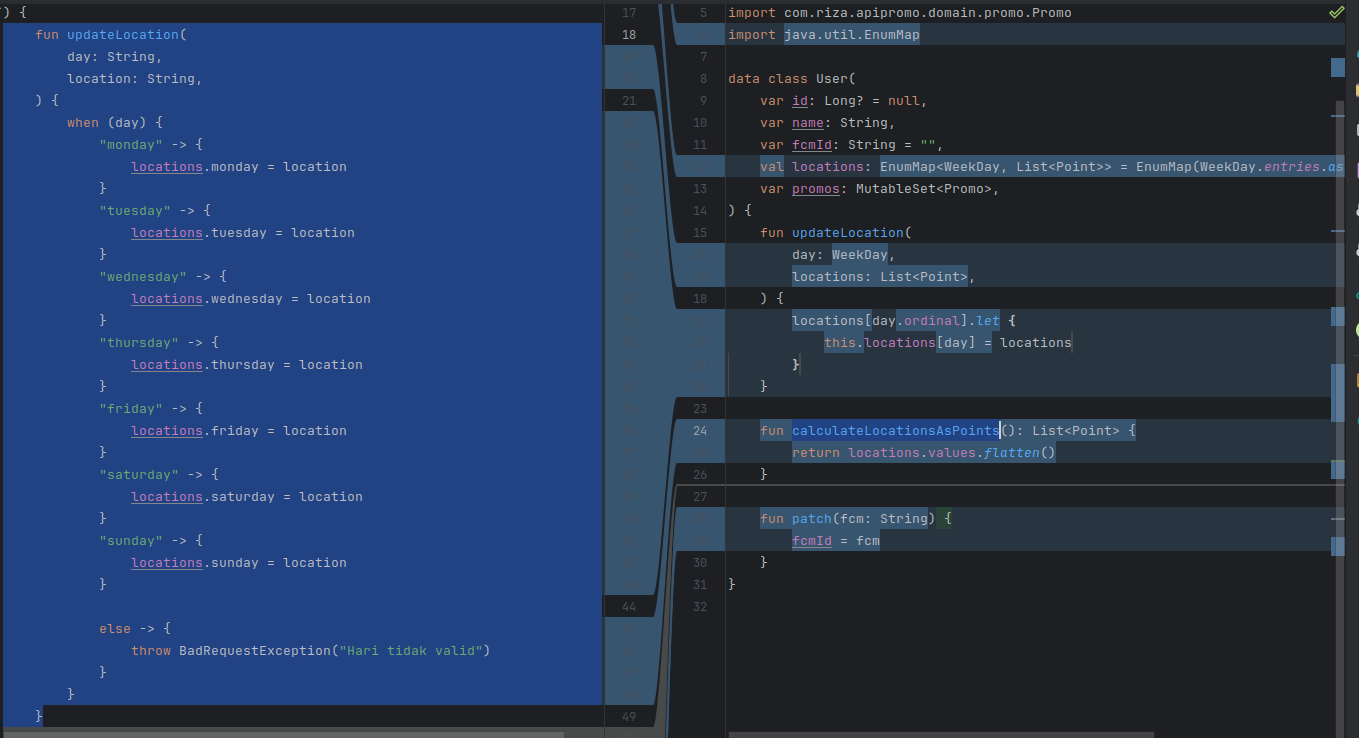 ) {
fun updateLocation(
day: String,
location: String,
) {
when (day) {
"monday" -> {
locations.monday = location
}
"tuesday" -> {
locations.tuesday = location
}
"wednesday" -> {
locations.wednesday = location
}
"thursday" -> {
locations.thursday = location
}
"friday" -> {
locations.friday = location
}
"saturday" -> {
locations.saturday = location
}
"sunday" -> {
locations.sunday = location
}
else -> {
throw BadRequestException("Hari tidak valid")
}
}
}
17
18
21
44
49
5 import com.riza.apipromo.domain.promo.Promo
import java.util.EnumMap
7
8 data class User(
9 var id: Long? = null,
10 var name: String,
11 var fcmId: String = "",
val locations: EnumMap<WeekDay, List<Point>> = EnumMap(WeekDay.entries.as
13 var promos: MutableSet<Promo>,
14 ) {
15 fun updateLocation(
day: WeekDay,
locations: List<Point>,
18 ) {
locations[day.ordinal].let {
this.locations[day] = locations
}
}
23
24 fun calculateLocationsAsPoints(): List<Point> {
return locations.values.flatten()
26 }
27
fun patch(fcm: String) {
fcmId = fcm
30 }
31 }
32